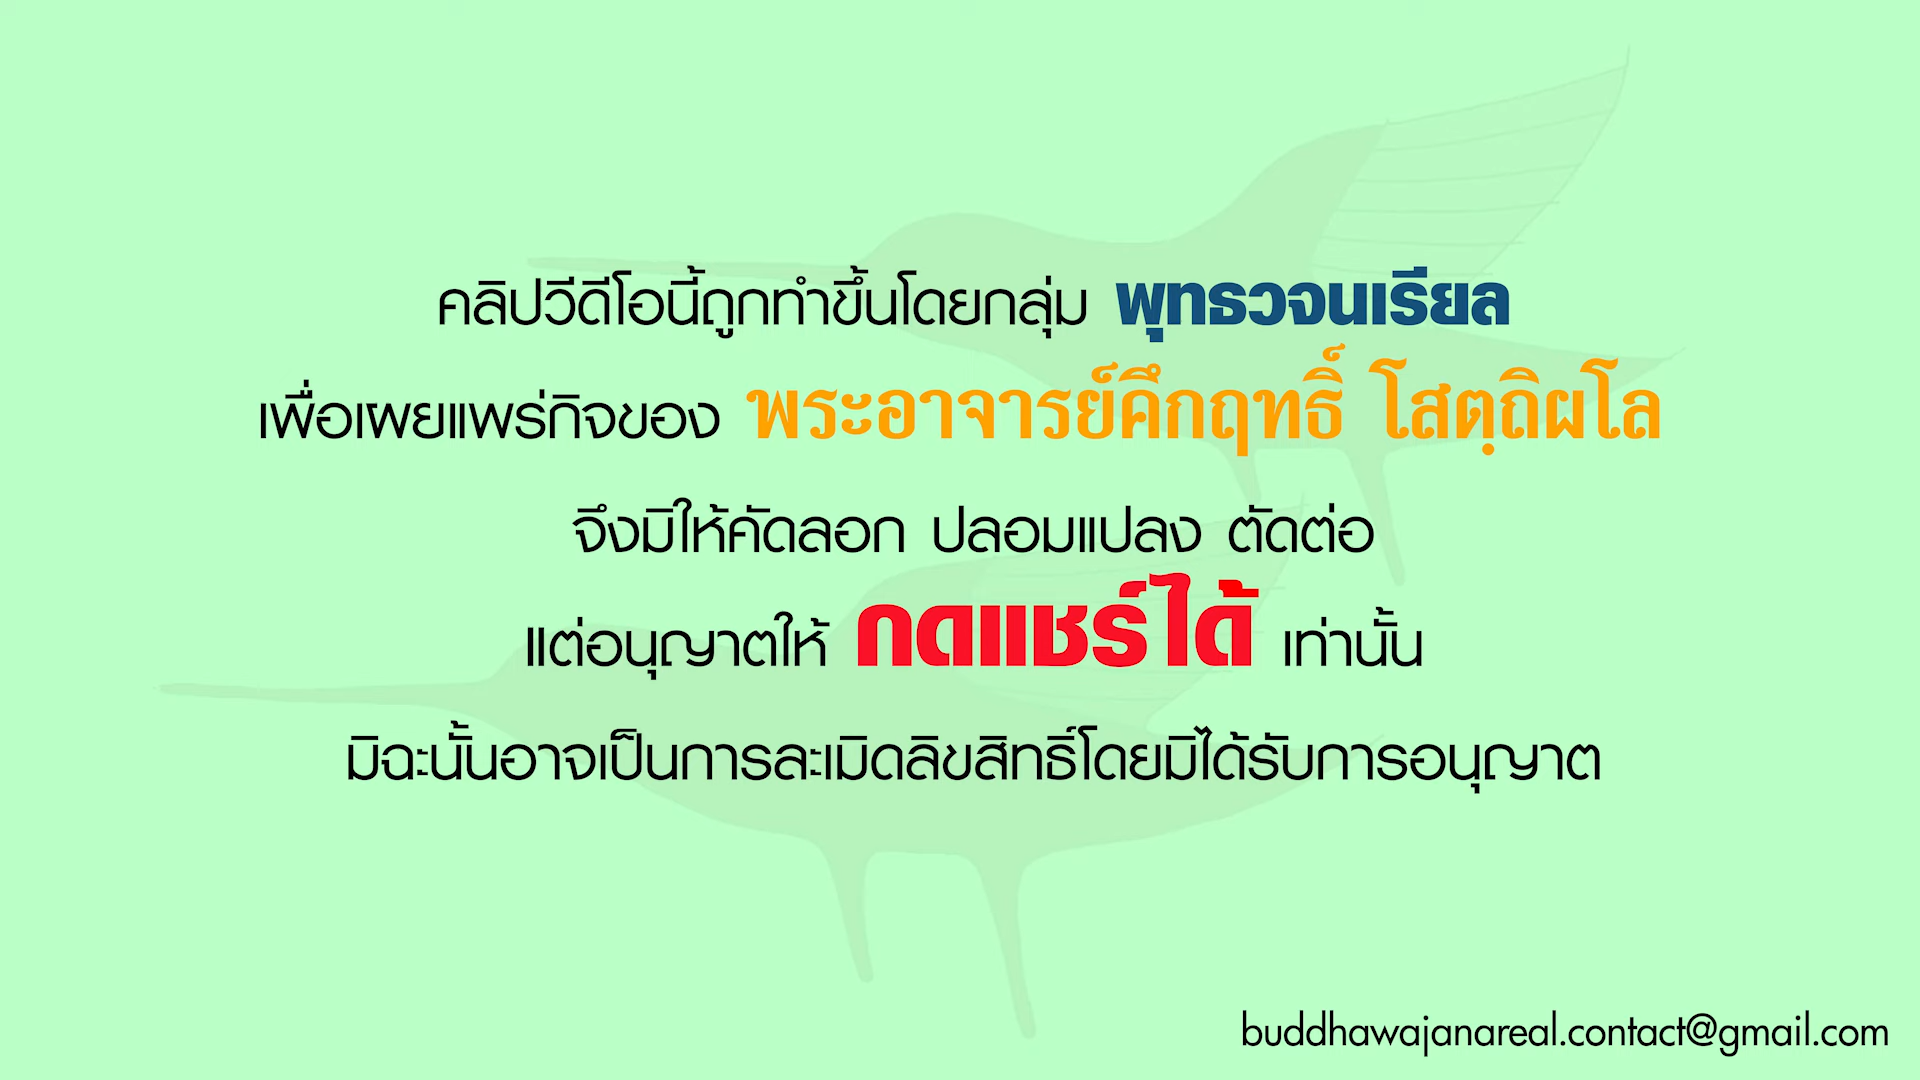 คลิปวีดีโอนี้ถูกทำขึ้นโดยกลุ่ม พุทธวจนเรียล
เพื่อเผยแพร่กิจของ พระอาจารย์คึกฤทธิ์ โสตฺถิผโล
จึงมิให้คัดลอก ปลอมแปลง ตัดต่อ
แต่อนุญาตให้ กดแชร์ได้ เท่านั้น
มิฉะนั้นอาจเป็นการละเมิดลิขสิทธิ์โดยมิได้รับการอนุญาต
buddhawajanareal.contact@gmail.com